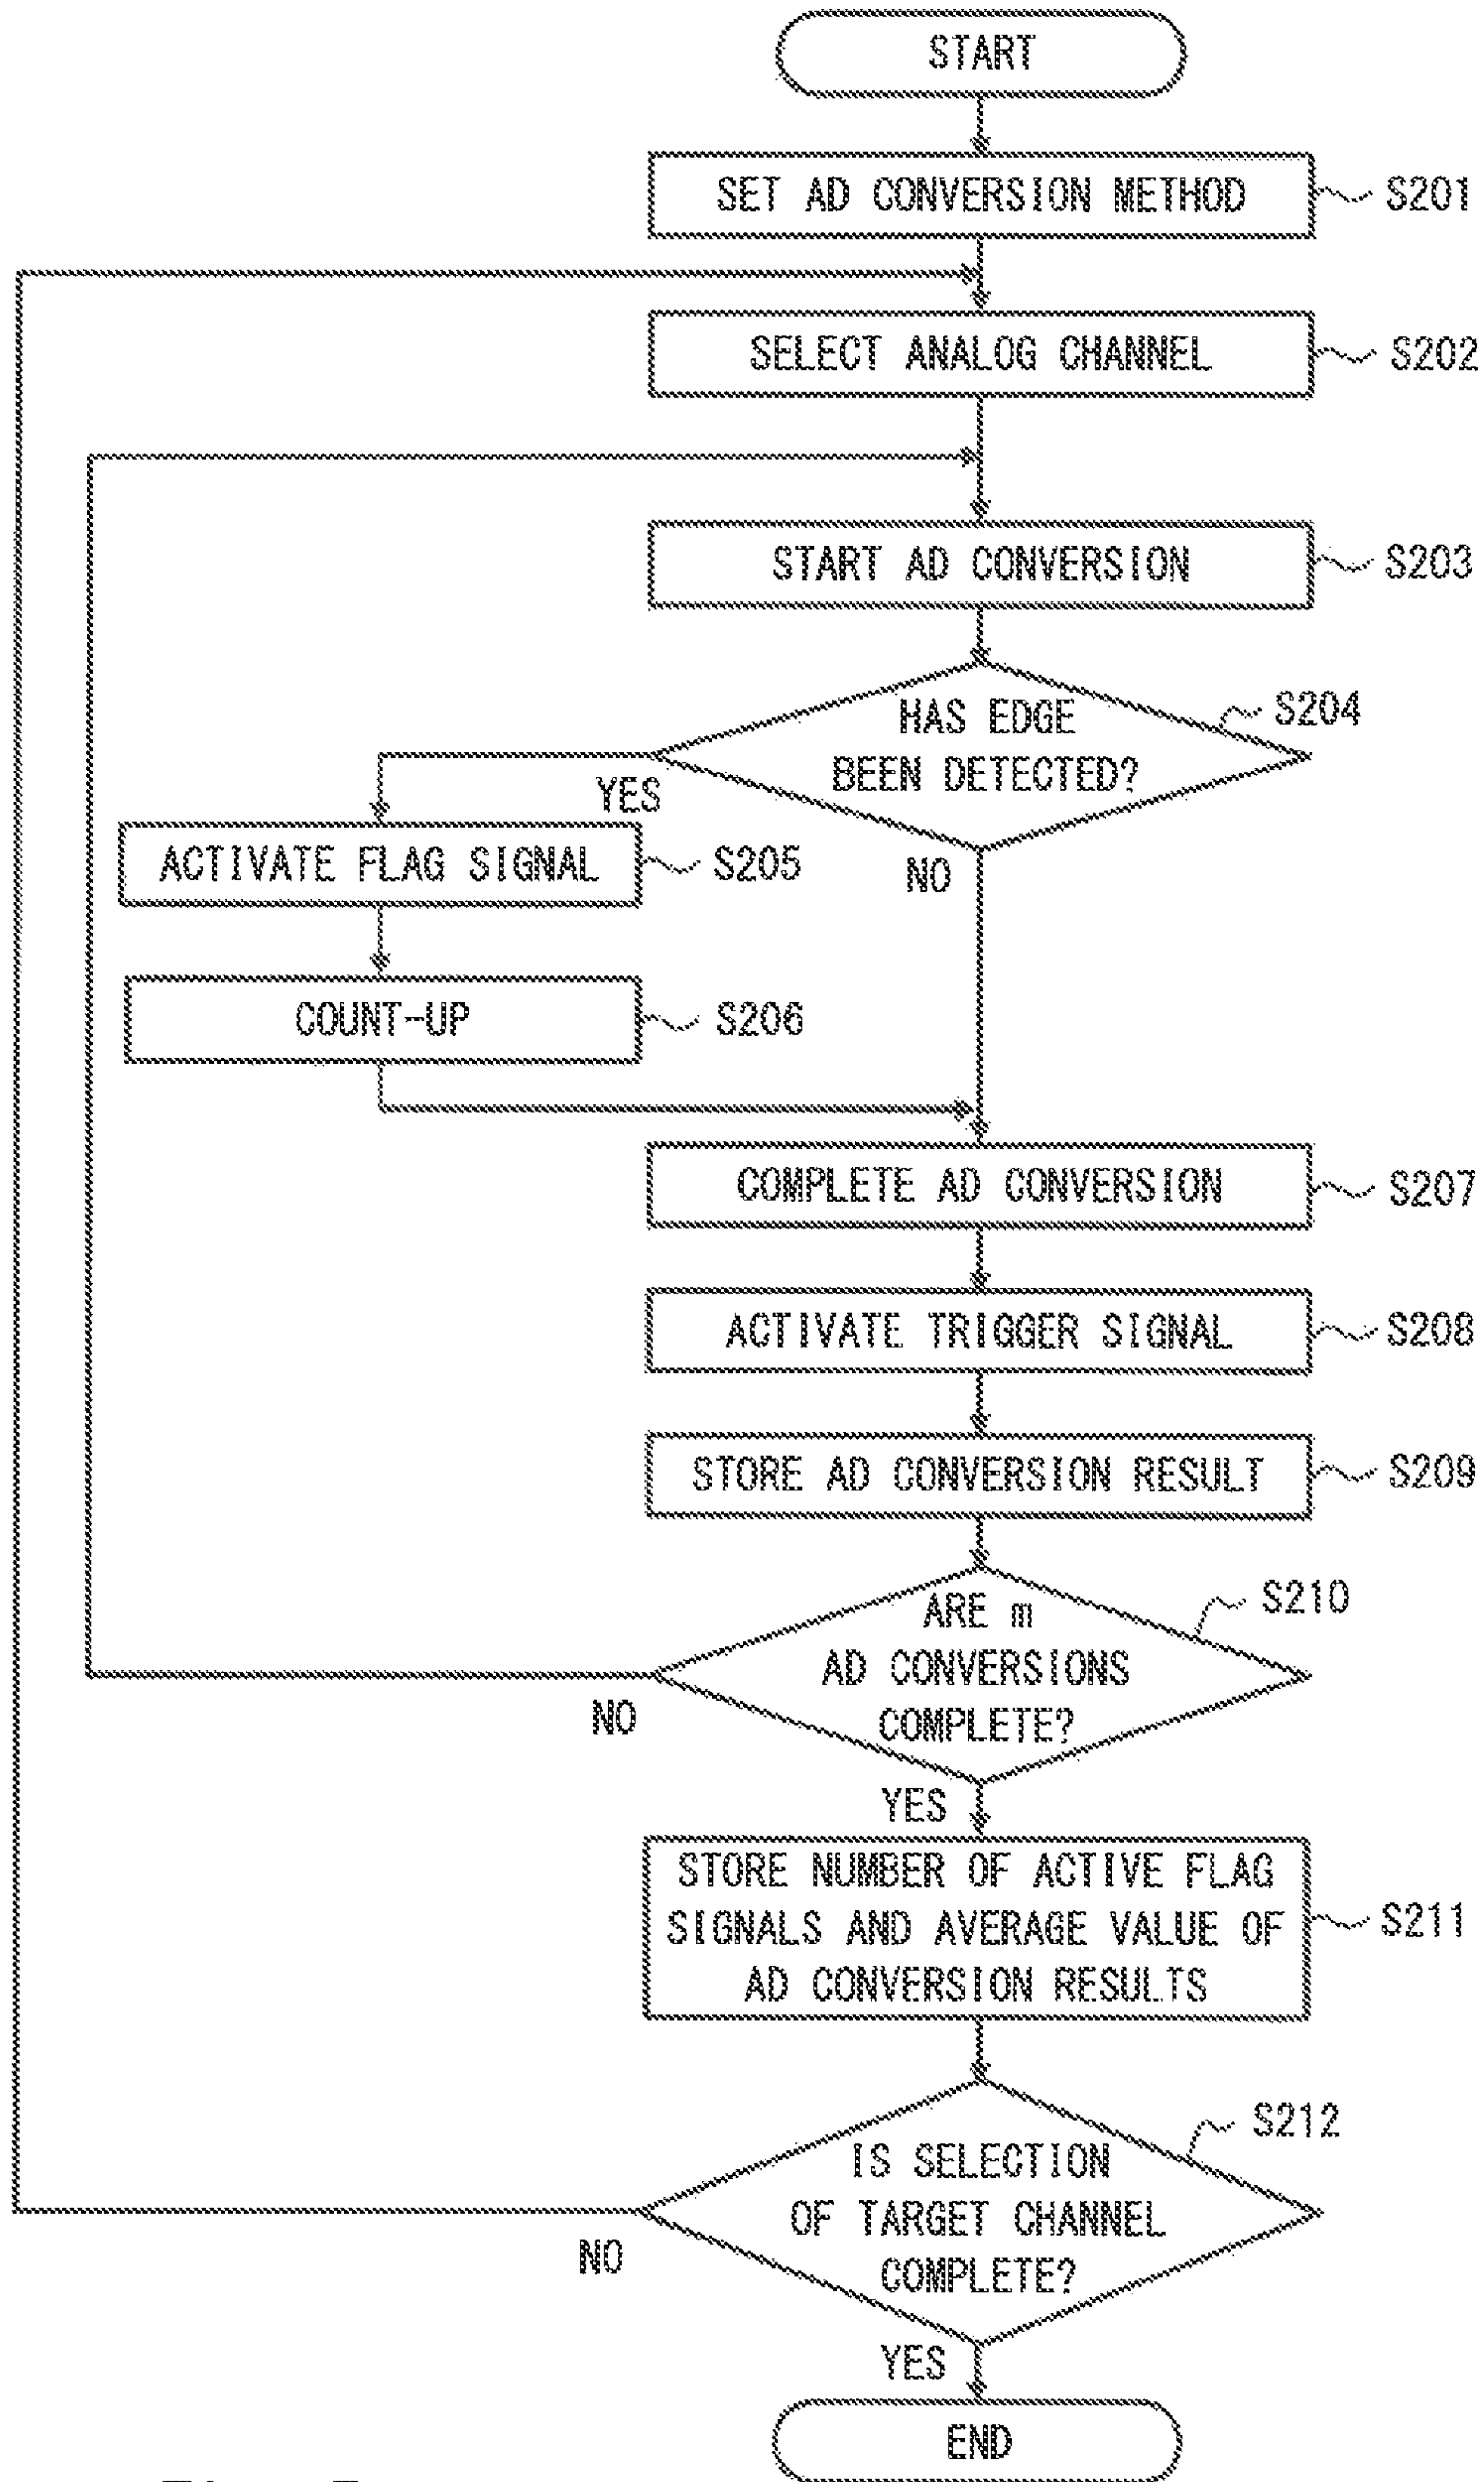 START
SET AD CONVERSION METHOD
S201
SELECT ANALOG CHANNEL
S202
START AD CONVERSION
S203
HAS EDGE
BEEN DETECTED?
S204
YES
NO
ACTIVATE FLAG SIGNAL
S205
COUNT-UP
S206
COMPLETE AD CONVERSION
S207
ACTIVATE TRIGGER SIGNAL
S208
STORE AD CONVERSION RESULT
S209
ARE m
AD CONVERSIONS
COMPLETE?
S210
NO
YES
STORE NUMBER OF ACTIVE FLAG
SIGNALS AND AVERAGE VALUE OF
AD CONVERSION RESULTS
S211
IS SELECTION
OF TARGET CHANNEL
COMPLETE?
S212
NO
YES
END